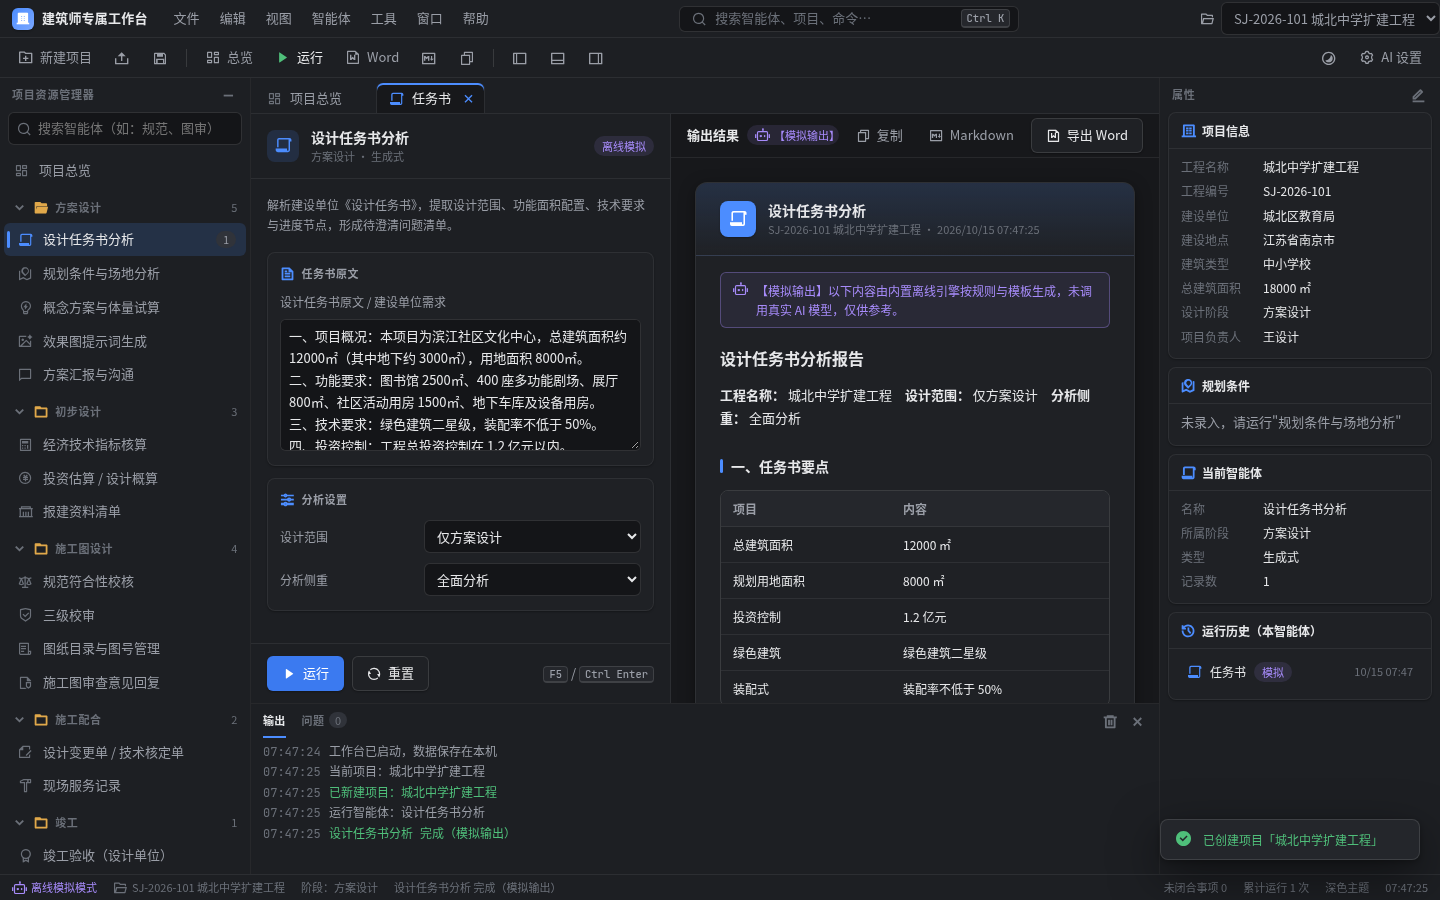 建筑师专属工作台 文件 编辑 视图 智能体 工具 窗口 帮助 搜索智能体、项目、命令… Ctrl K SJ-2026-101 城北中学扩建工程
新建项目 总览 运行 Word AI 设置
项目资源管理器
搜索智能体（如：规范、图审）
项目总览
方案设计 5
设计任务书分析 1
规划条件与场地分析
概念方案与体量试算
效果图提示词生成
方案汇报与沟通
初步设计 3
经济技术指标核算
投资估算 / 设计概算
报建资料清单
施工图设计 4
规范符合性校核
三级校审
图纸目录与图号管理
施工图审查意见回复
施工配合 2
设计变更单 / 技术核定单
现场服务记录
竣工 1
竣工验收（设计单位）
项目总览 任务书
设计任务书分析
方案设计 · 生成式
离线模拟
解析建设单位《设计任务书》，提取设计范围、功能面积配置、技术要求
与进度节点，形成待澄清问题清单。
任务书原文
设计任务书原文 / 建设单位需求
一、项目概况：本项目为滨江社区文化中心，总建筑面积约
12000㎡（其中地下约 3000㎡），用地面积 8000㎡。
二、功能要求：图书馆 2500㎡、400 座多功能剧场、展厅
800㎡、社区活动用房 1500㎡、地下车库及设备用房。
三、技术要求：绿色建筑二星级，装配率不低于 50%。
四、投资控制：工程总投资控制在 1.2 亿元以内。
分析设置
设计范围 仅方案设计
分析侧重 全面分析
运行 重置 F5 / Ctrl Enter
输出结果 【模拟输出】 复制 Markdown 导出 Word
设计任务书分析
SJ-2026-101 城北中学扩建工程 · 2026/10/15 07:47:25
【模拟输出】以下内容由内置离线引擎按规则与模板生成，未调
用真实 AI 模型，仅供参考。
设计任务书分析报告
工程名称： 城北中学扩建工程 设计范围： 仅方案设计 分析侧
重： 全面分析
一、任务书要点
项目 内容
总建筑面积 12000 ㎡
规划用地面积 8000 ㎡
投资控制 1.2 亿元
绿色建筑 绿色建筑二星级
装配式 装配率不低于 50%
输出 问题 0
07:47:24 工作台已启动，数据保存在本机
07:47:25 当前项目：城北中学扩建工程
07:47:25 已新建项目：城北中学扩建工程
07:47:25 运行智能体：设计任务书分析
07:47:25 设计任务书分析 完成（模拟输出）
属性
项目信息
工程名称 城北中学扩建工程
工程编号 SJ-2026-101
建设单位 城北区教育局
建设地点 江苏省南京市
建筑类型 中小学校
总建筑面积 18000 ㎡
设计阶段 方案设计
项目负责人 王设计
规划条件
未录入，请运行"规划条件与场地分析"
当前智能体
名称 设计任务书分析
所属阶段 方案设计
类型 生成式
记录数 1
运行历史（本智能体）
任务书 模拟 10/15 07:47
已创建项目「城北中学扩建工程」
离线模拟模式 SJ-2026-101 城北中学扩建工程 阶段：方案设计 设计任务书分析 完成（模拟输出） 未闭合事项 0 累计运行 1 次 深色主题 07:47:25